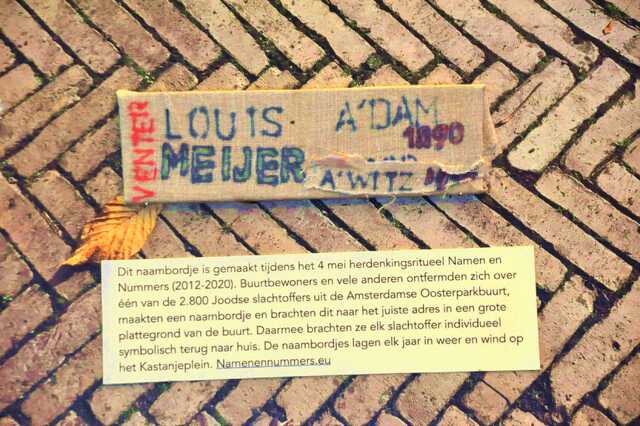 VENTER
LOUIS A'DAM
1890
MEIJER
A'WITZ
Dit naambordje is gemaakt tijdens het 4 mei herdenkingsritueel Namen en
Nummers (2012-2020). Buurtbewoners en vele anderen ontfermden zich over
één van de 2.800 Joodse slachtoffers uit de Amsterdamse Oosterparkbuurt,
maakten een naambordje en brachten dit naar het juiste adres in een grote
plattegrond van de buurt. Daarmee brachten ze elk slachtoffer individueel
symbolisch terug naar huis. De naambordjes lagen elk jaar in weer en wind op
het Kastanjeplein. Namenennummers.eu